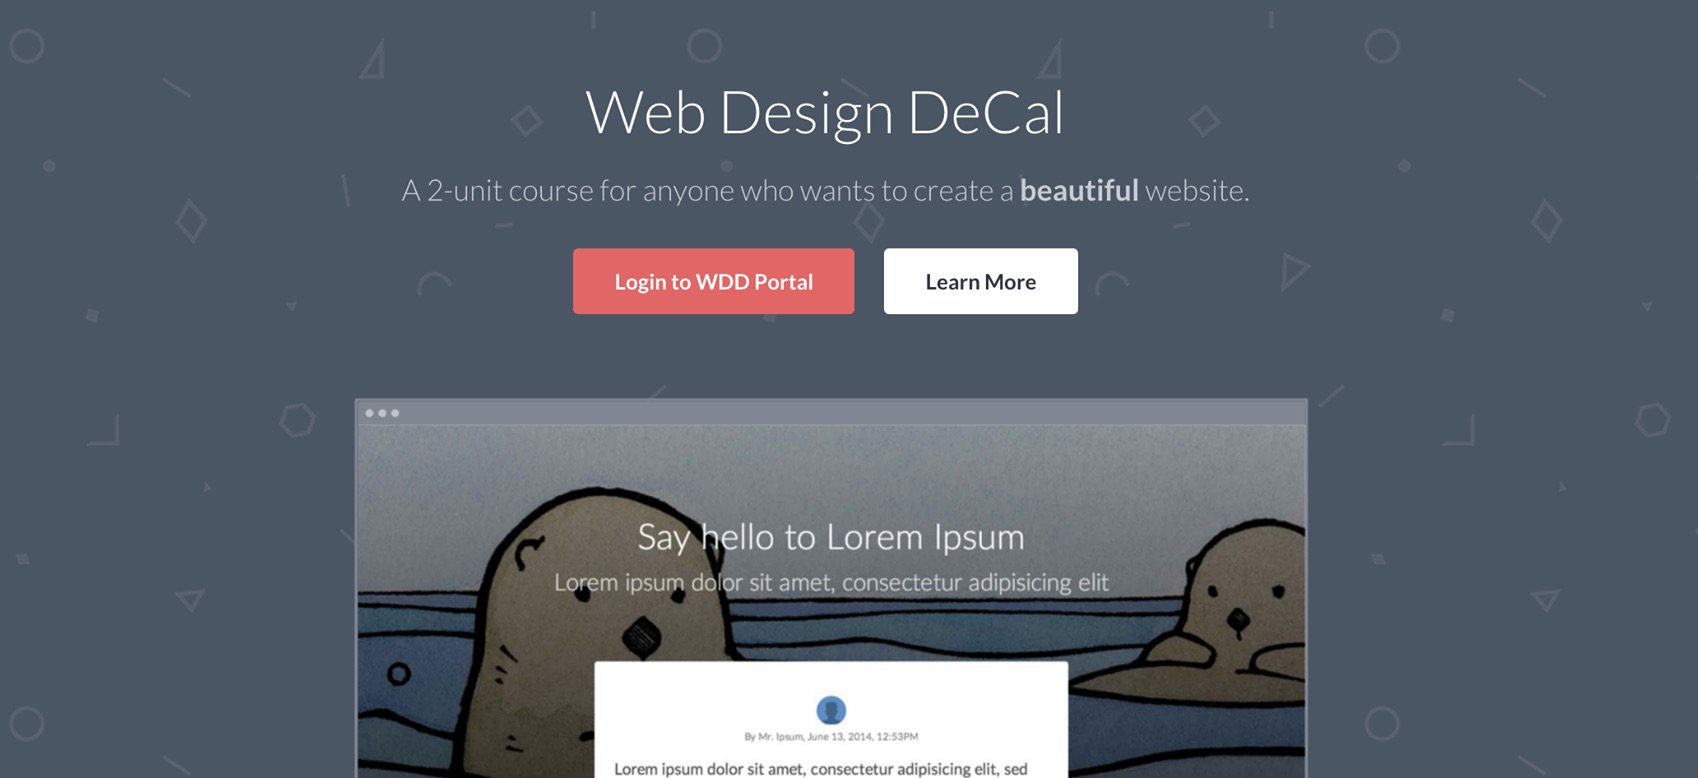 Web Design DeCal
A 2-unit course for anyone who wants to create a beautiful website.
Login to WDD Portal
Learn More
Say hello to Lorem Ipsum
Lorem ipsum dolor sit amet, consectetur adipisicing elit
By Mr. Ipsum, June 13, 2014, 12:53PM
Lorem ipsum dolor sit amet, consectetur adipisicing elit, sed